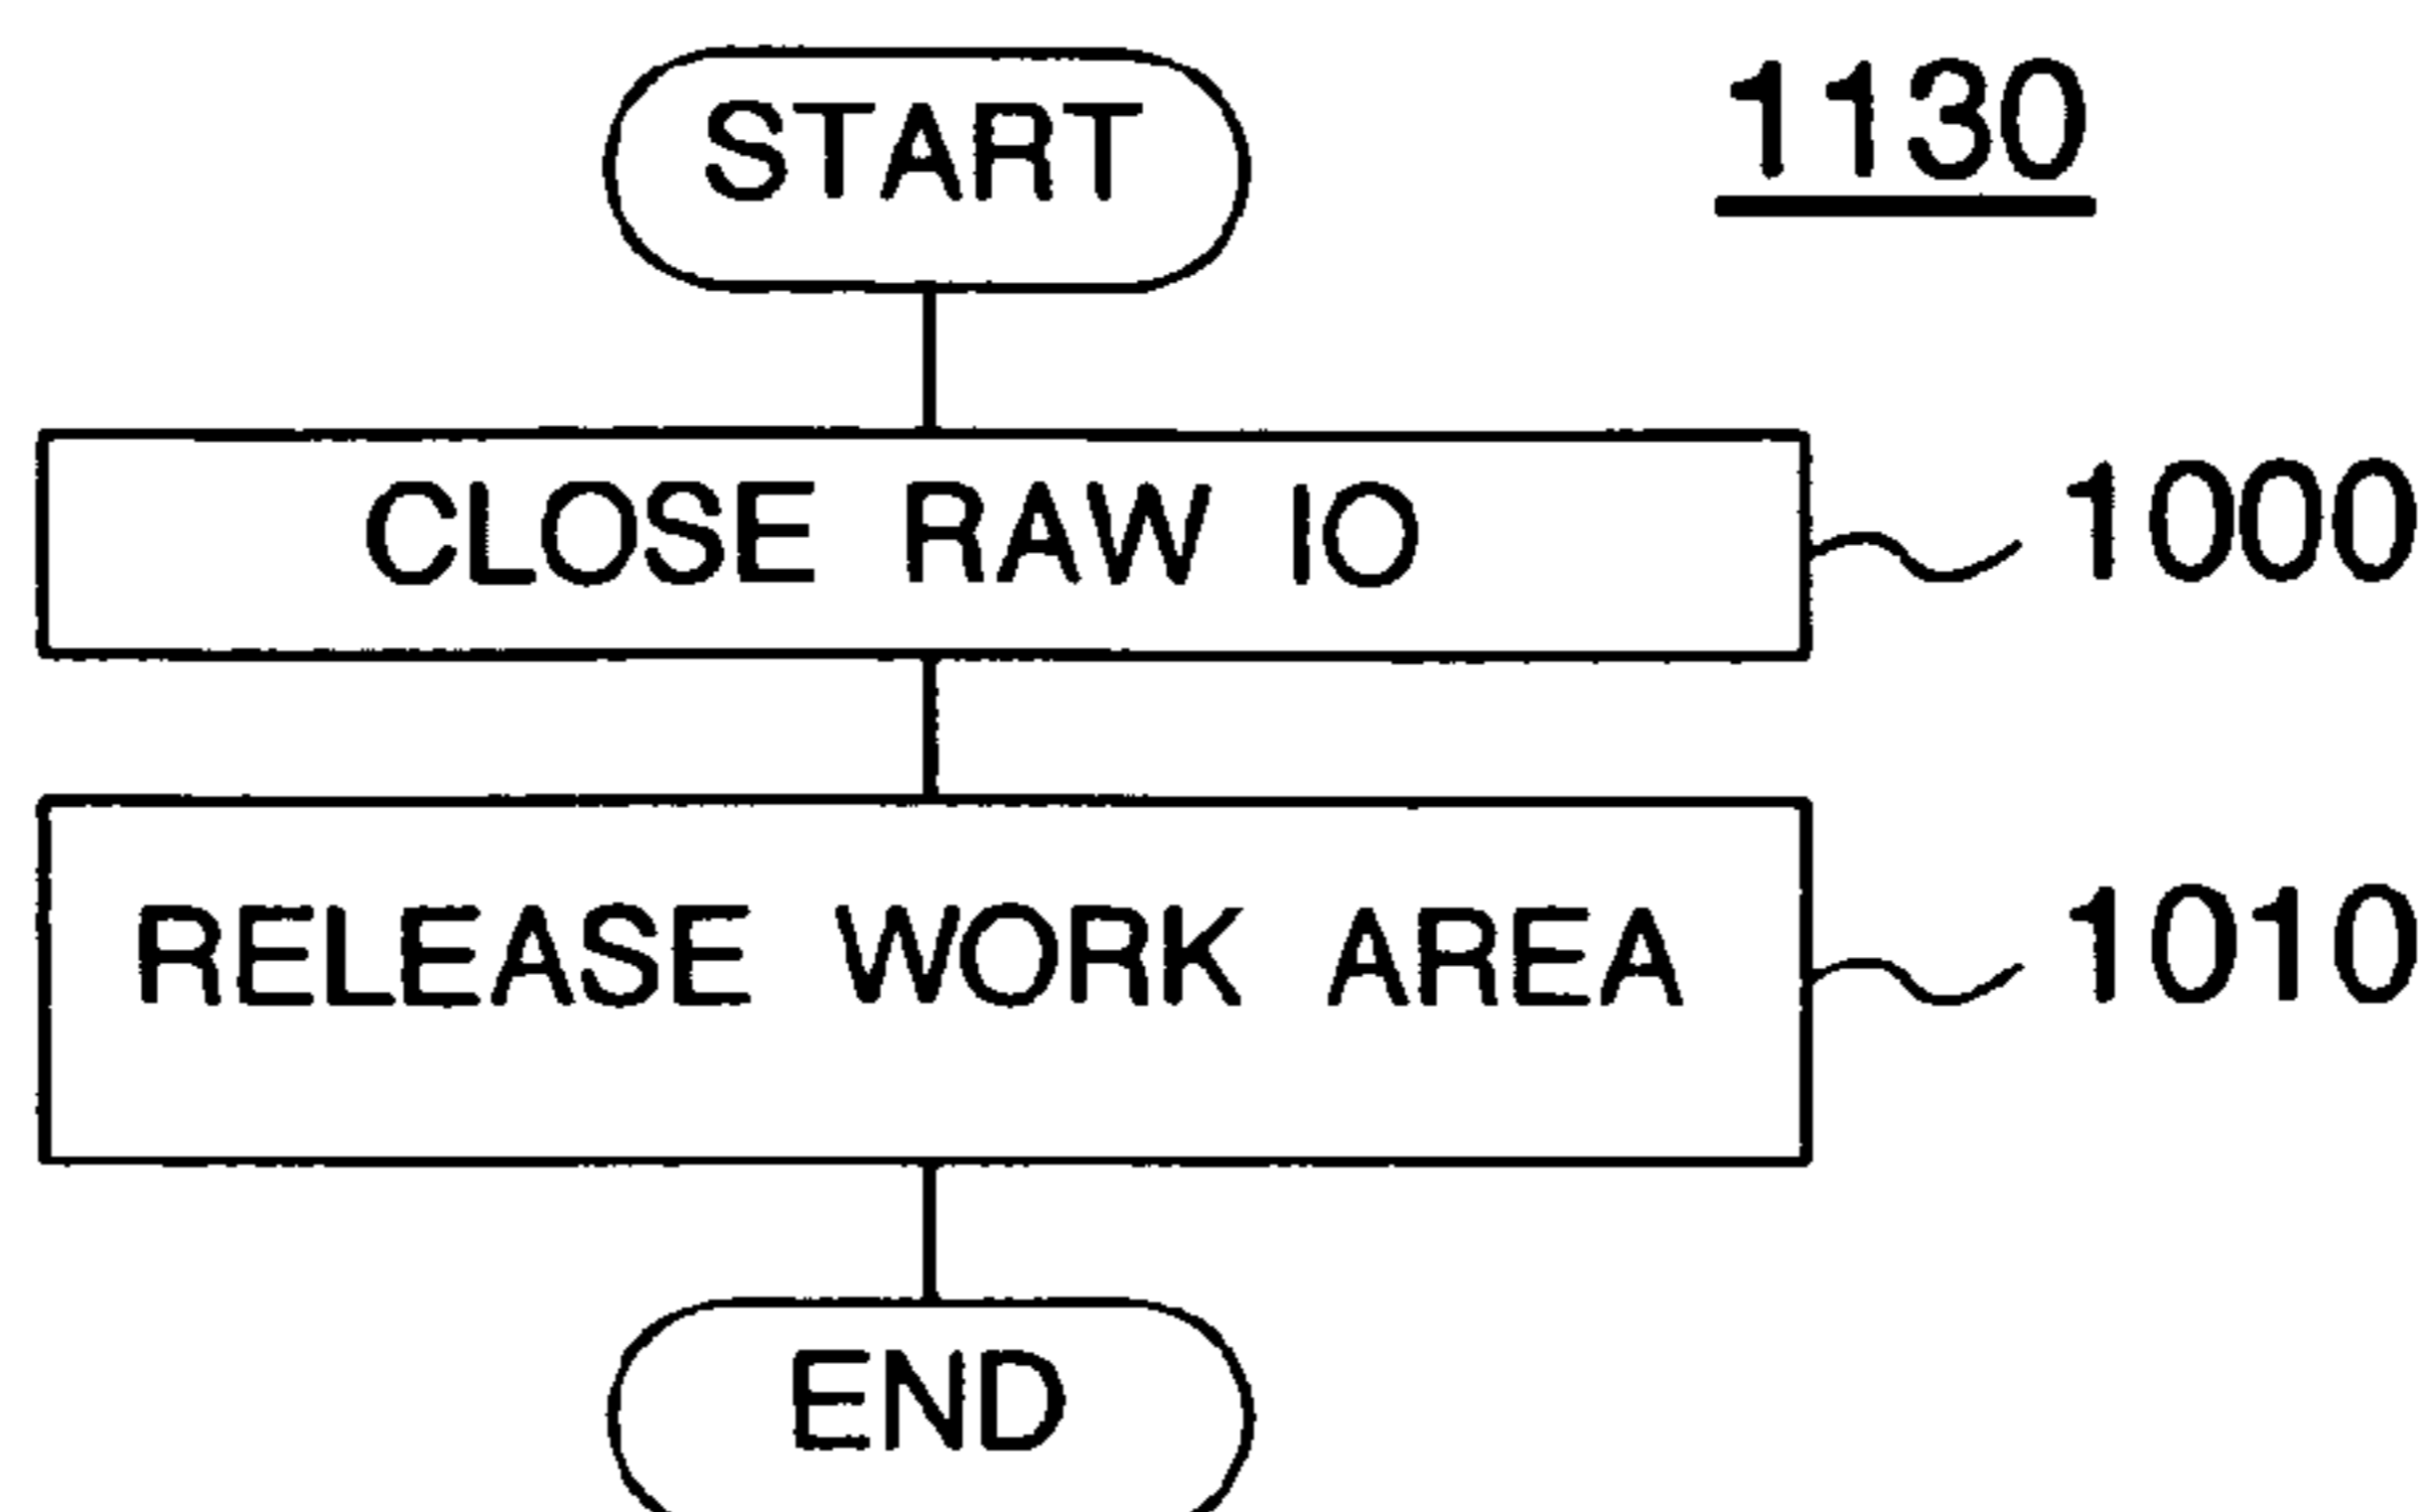 START
1130
CLOSE RAW IO
1000
RELEASE WORK AREA
1010
END